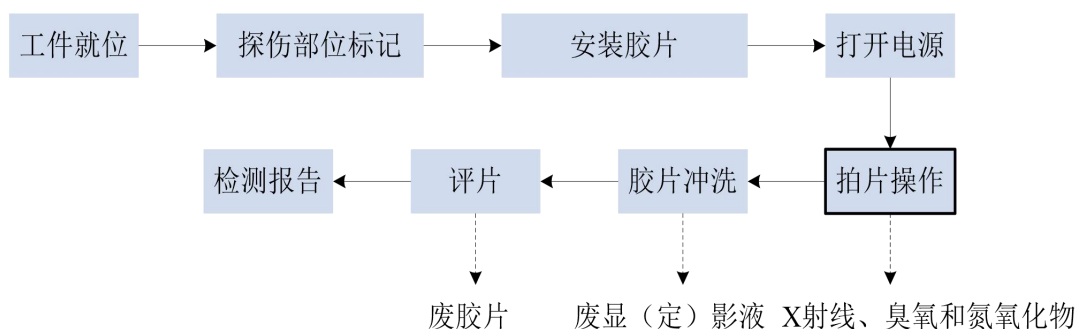 工件就位
探伤部位标记
安装胶片
打开电源
检测报告
评片
胶片冲洗
拍片操作
废胶片
废显（定）影液
X射线、臭氧和氮氧化物